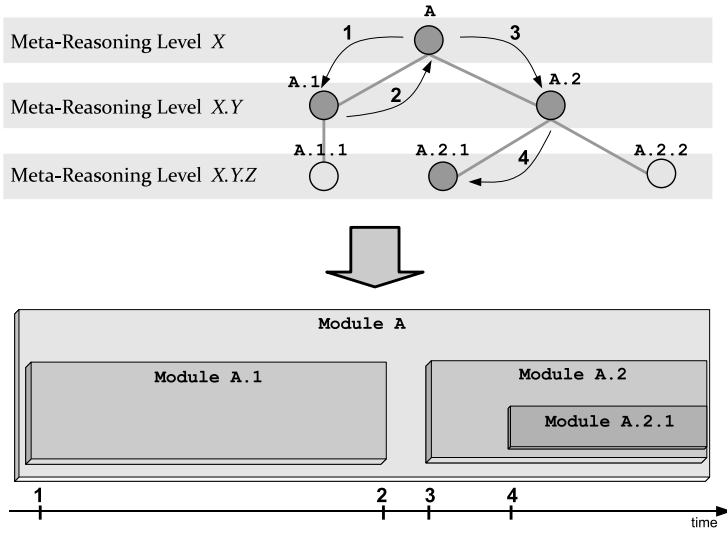 A
Meta-Reasoning Level X
1
3
A.1
A.2
Meta-Reasoning Level X.Y
2
A.1.1
A.2.1
4
A.2.2
Meta-Reasoning Level X.Y.Z
Module A
Module A.1
Module A.2
Module A.2.1
1 2 3 4
time